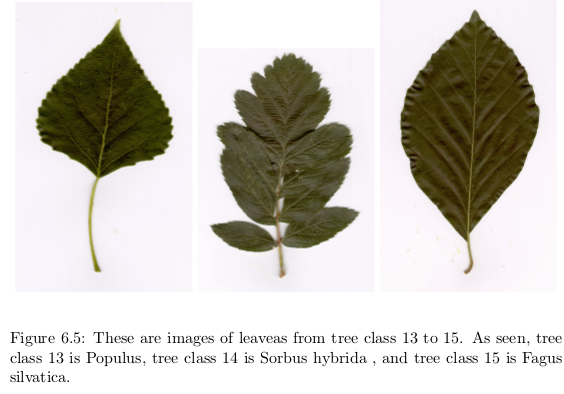 Figure 6.5: These are images of leaveas from tree class 13 to 15. As seen, tree
class 13 is Populus, tree class 14 is Sorbus hybrida , and tree class 15 is Fagus
silvatica.